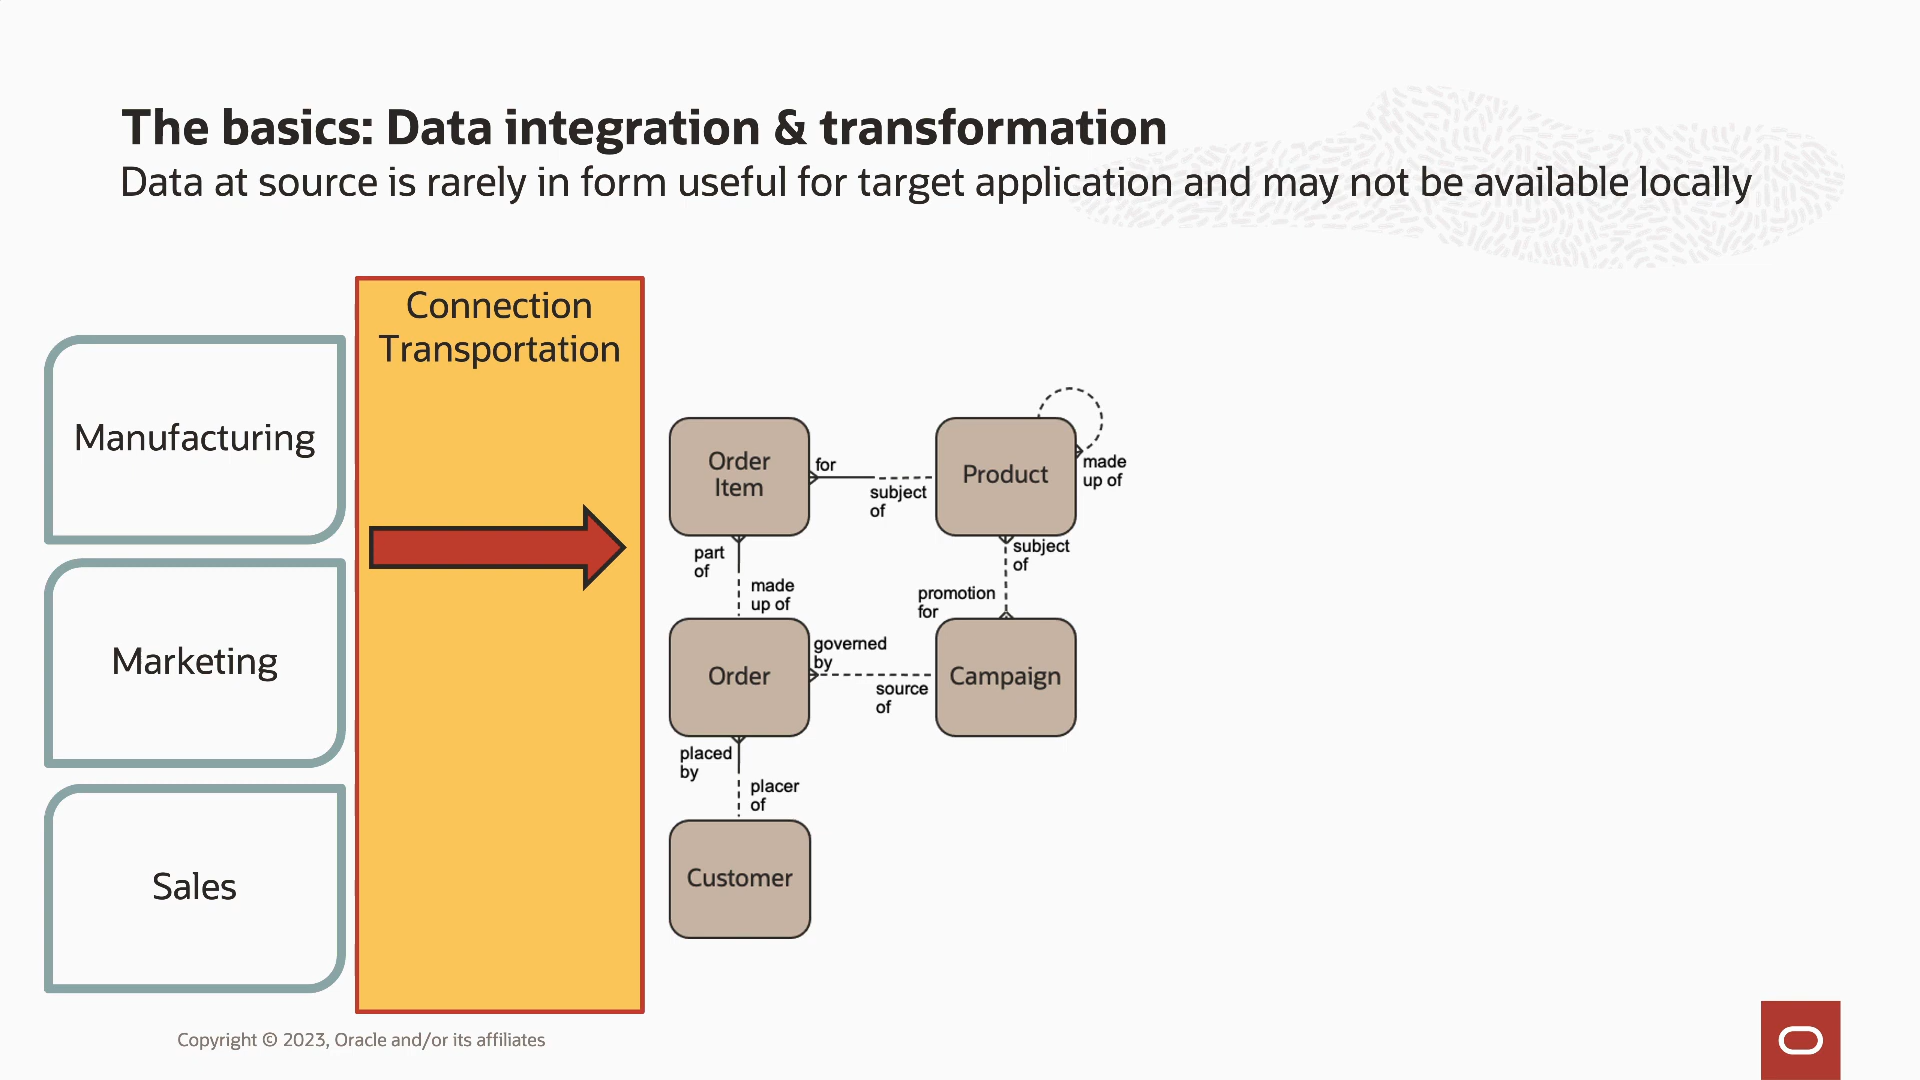 The basics: Data integration & transformation
Data at source is rarely in form useful for target application and may not be available locally
Connection
Transportation
Manufacturing
Marketing
Sales
Order
Item
for
subject
of
Product
made
up of
part
of
made
up of
subject
of
promotion
for
Order
governed
by
source
of
Campaign
placed
by
placer
of
Customer
Copyright © 2023, Oracle and/or its affiliates